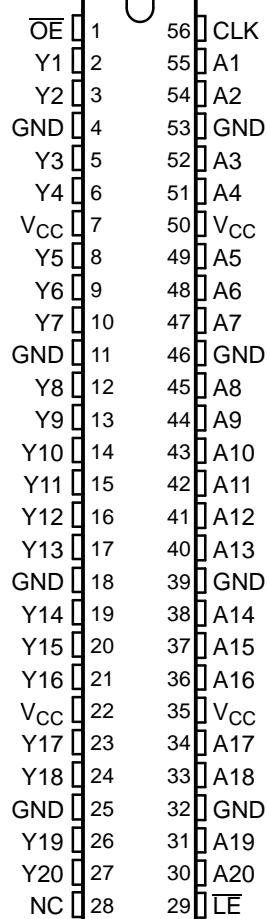 OE 1 56 CLK
Y1 2 55 A1
Y2 3 54 A2
GND 4 53 GND
Y3 5 52 A3
Y4 6 51 A4
VCC 7 50 VCC
Y5 8 49 A5
Y6 9 48 A6
Y7 10 47 A7
GND 11 46 GND
Y8 12 45 A8
Y9 13 44 A9
Y10 14 43 A10
Y11 15 42 A11
Y12 16 41 A12
Y13 17 40 A13
GND 18 39 GND
Y14 19 38 A14
Y15 20 37 A15
Y16 21 36 A16
VCC 22 35 VCC
Y17 23 34 A17
Y18 24 33 A18
GND 25 32 GND
Y19 26 31 A19
Y20 27 30 A20
NC 28 29 LE